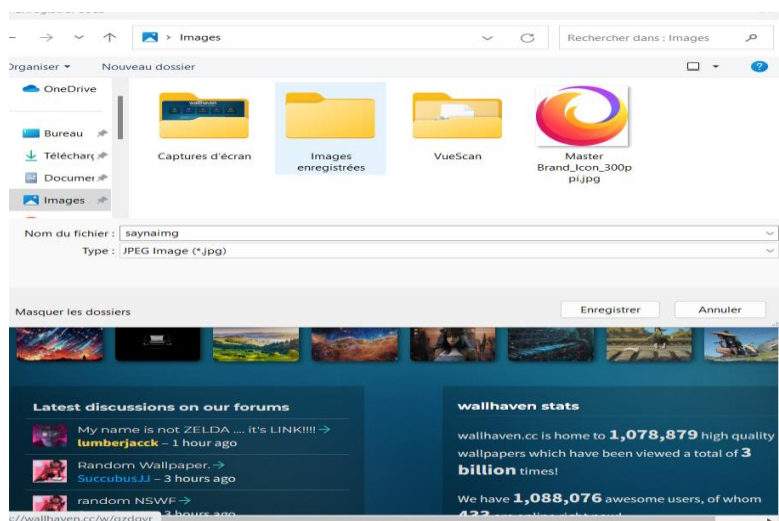 Images
Rechercher dans : Images
Organiser
Nouveau dossier
OneDrive
Bureau
Télécharg
Documer
Images
Captures d'écran
Images
enregistrées
VueScan
Master
Brand_Icon_300p
pi.jpg
Nom du fichier : saynaimg
Type : JPEG Image (*.jpg)
Masquer les dossiers
Enregistrer
Annuler
Latest discussions on our forums
My name is not ZELDA .... it's LINK!!!! →
lumberjacck – 1 hour ago
Random Wallpaper. →
SuccubusJJ – 3 hours ago
random NSWF →
3 hours ago
wallhaven stats
wallhaven.cc is home to 1,078,879 high quality
wallpapers which have been viewed a total of 3
billion times!
We have 1,088,076 awesome users, of whom